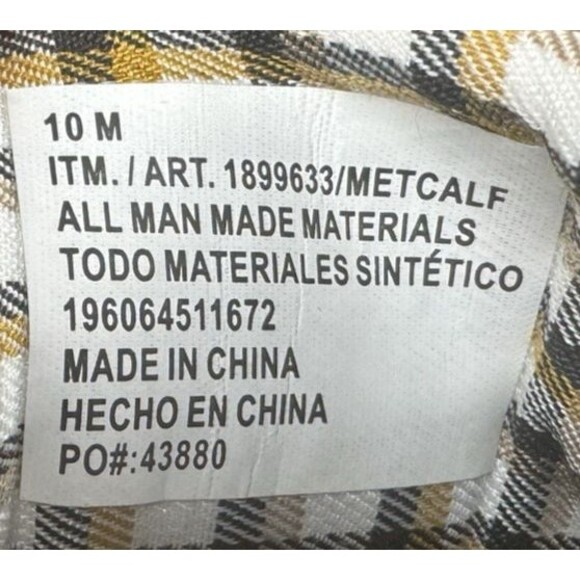 10 M
ITM. / ART. 1899633/METCALF
ALL MAN MADE MATERIALS
TODO MATERIALES SINTÉTICO
196064511672
MADE IN CHINA
HECHO EN CHINA
PO#:43880